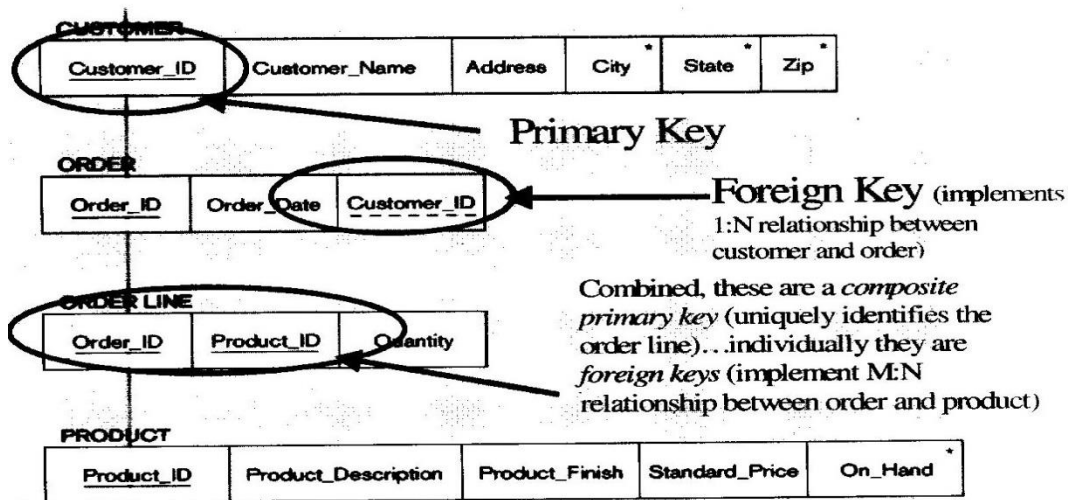 CUSTOMER
Customer_ID Customer_Name Address City * State * Zip *
Primary Key
ORDER
Order_ID Order_Date Customer_ID
Foreign Key (implements
1:N relationship between
customer and order)
ORDER LINE
Order_ID Product_ID Quantity
Combined, these are a composite
primary key (uniquely identifies the
order line)…individually they are
foreign keys (implement M:N
relationship between order and product)
PRODUCT
Product_ID Product_Description Product_Finish Standard_Price On_Hand *